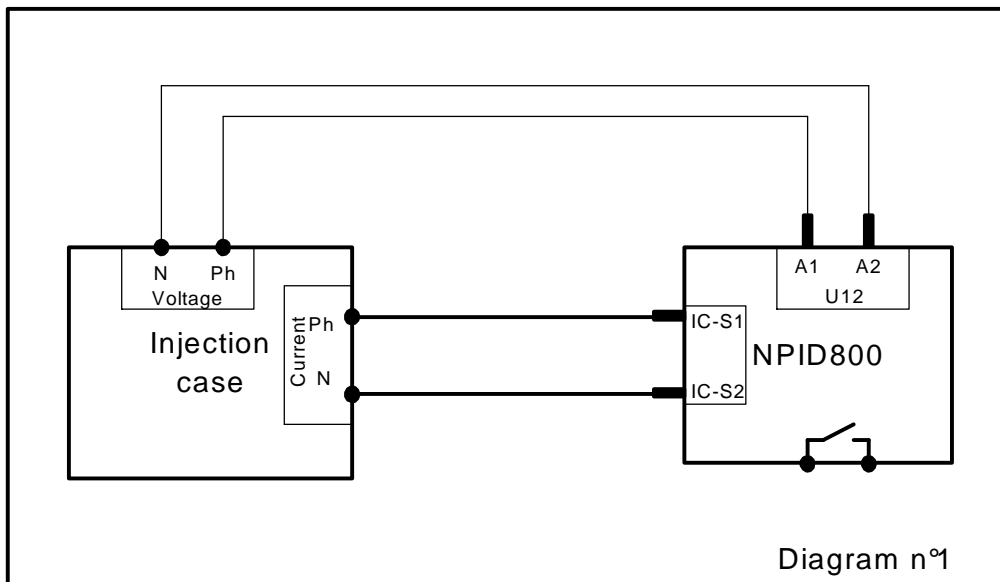 N Ph
Voltage
Injection
case
Current
Ph
N
A1 A2
U12
IC-S1
NPID800
IC-S2
Diagram n°1